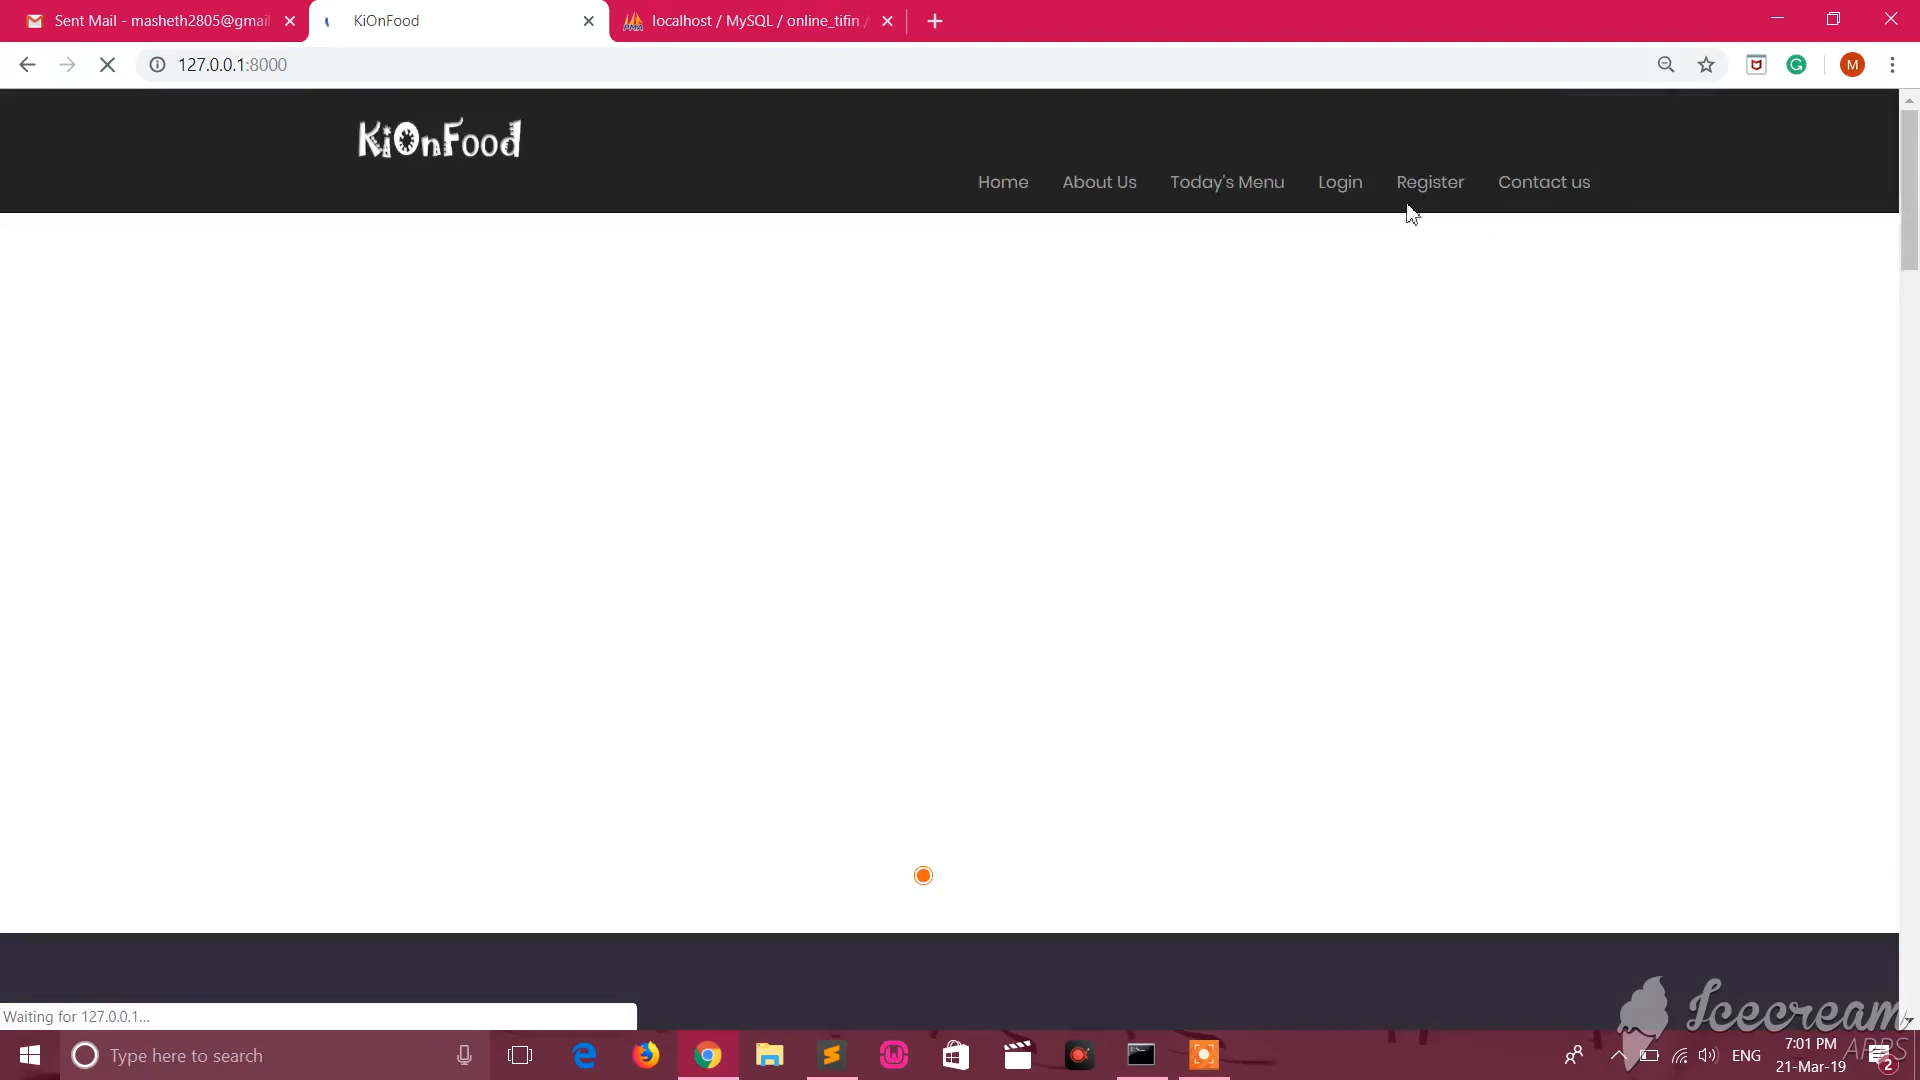 Sent Mail - masheth2805@gmail
KiOnFood
localhost / MySQL / online_tifin /
127.0.0.1:8000
M
KiOnFood
Home
About Us
Today's Menu
Login
Register
Contact us
Waiting for 127.0.0.1...
Icecream
APPS
Type here to search
ENG
7:01 PM
21-Mar-19
2